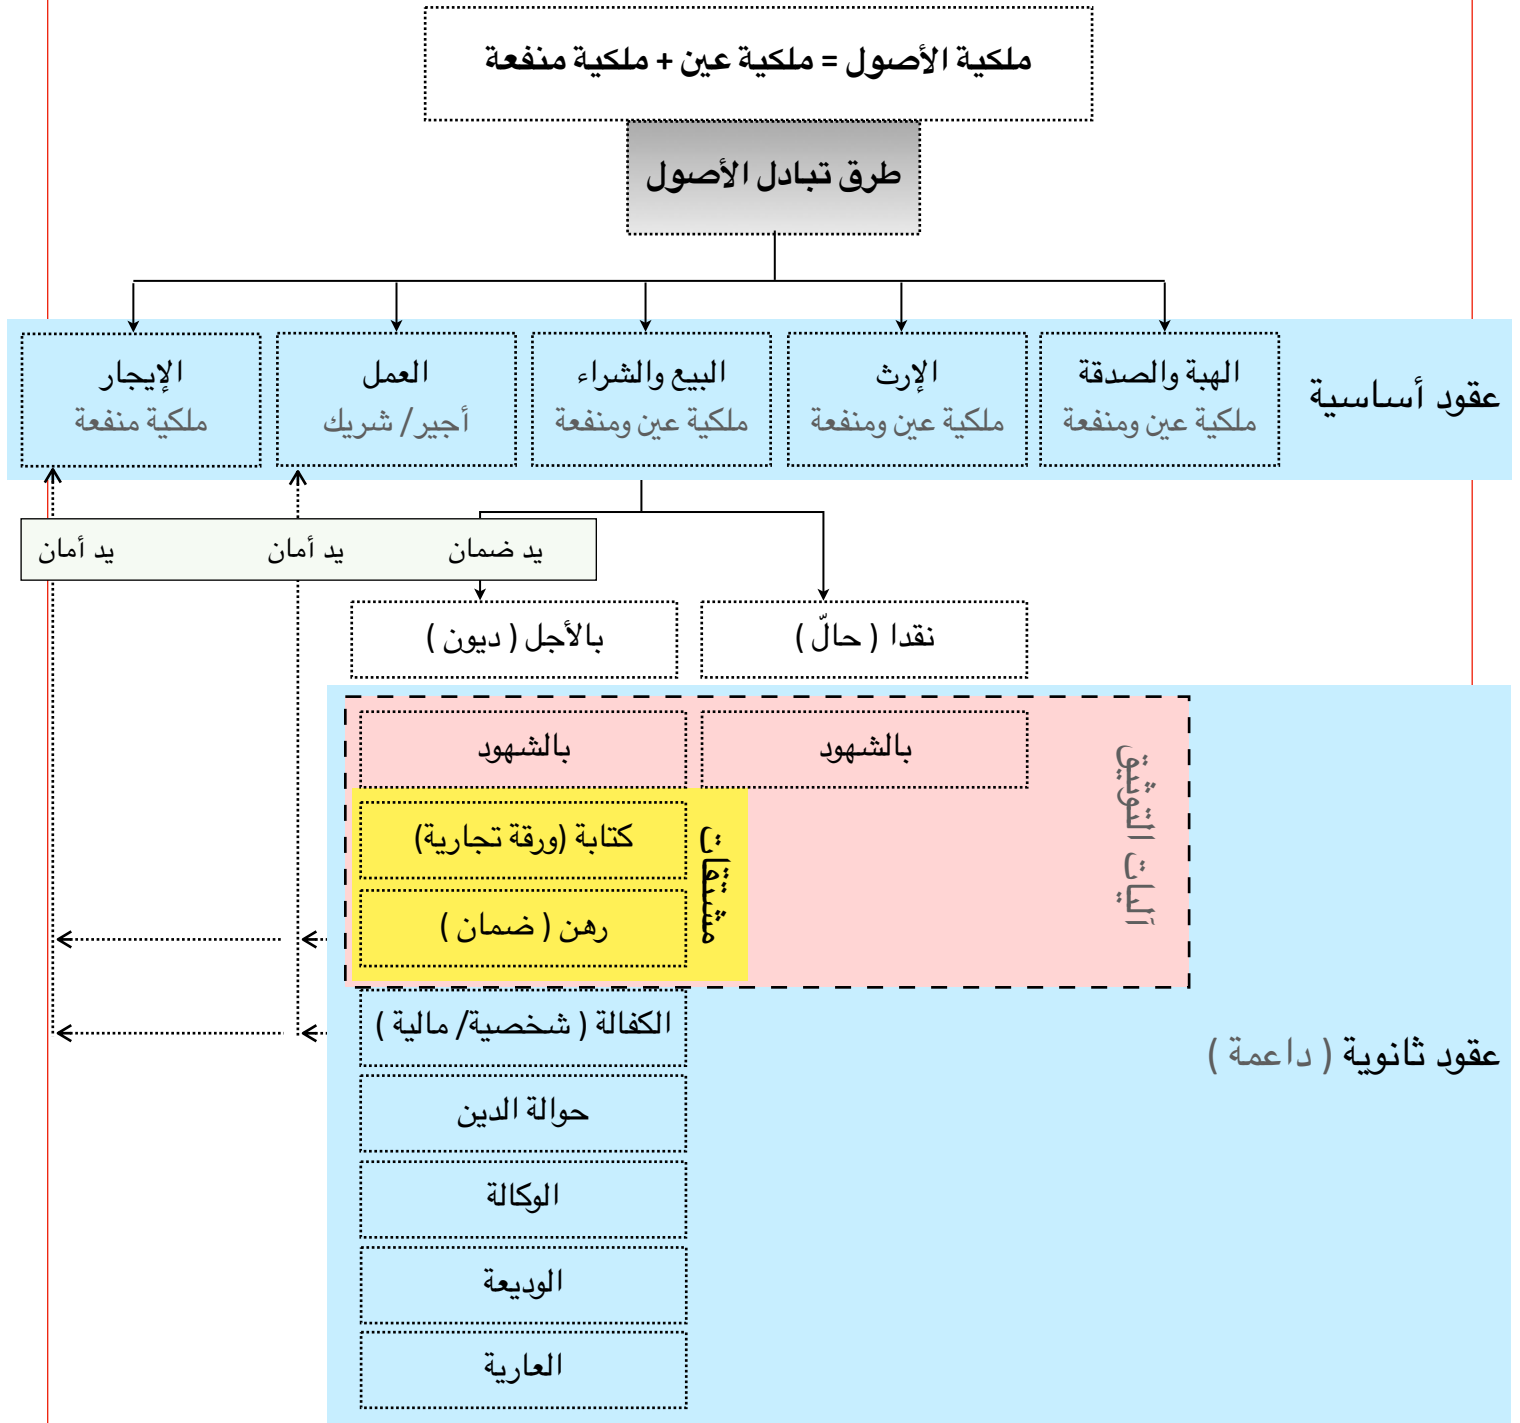 ملكية الأصول = ملكية عين + ملكية منفعة
طرق تبادل الأصول
عقود أساسية
الهبة والصدقة
ملكية عين ومنفعة
الإرث
ملكية عين ومنفعة
البيع والشراء
ملكية عين ومنفعة
العمل
أجير/ شريك
الإيجار
ملكية منفعة
يد ضمان
يد أمان
يد أمان
نقدا ( حالّ )
بالأجل ( ديون )
آليات التوثيق
بالشهود
بالشهود
مشتقات
كتابة (ورقة تجارية)
رهن ( ضمان )
عقود ثانوية ( داعمة )
الكفالة ( شخصية/ مالية )
حوالة الدين
الوكالة
الوديعة
العارية